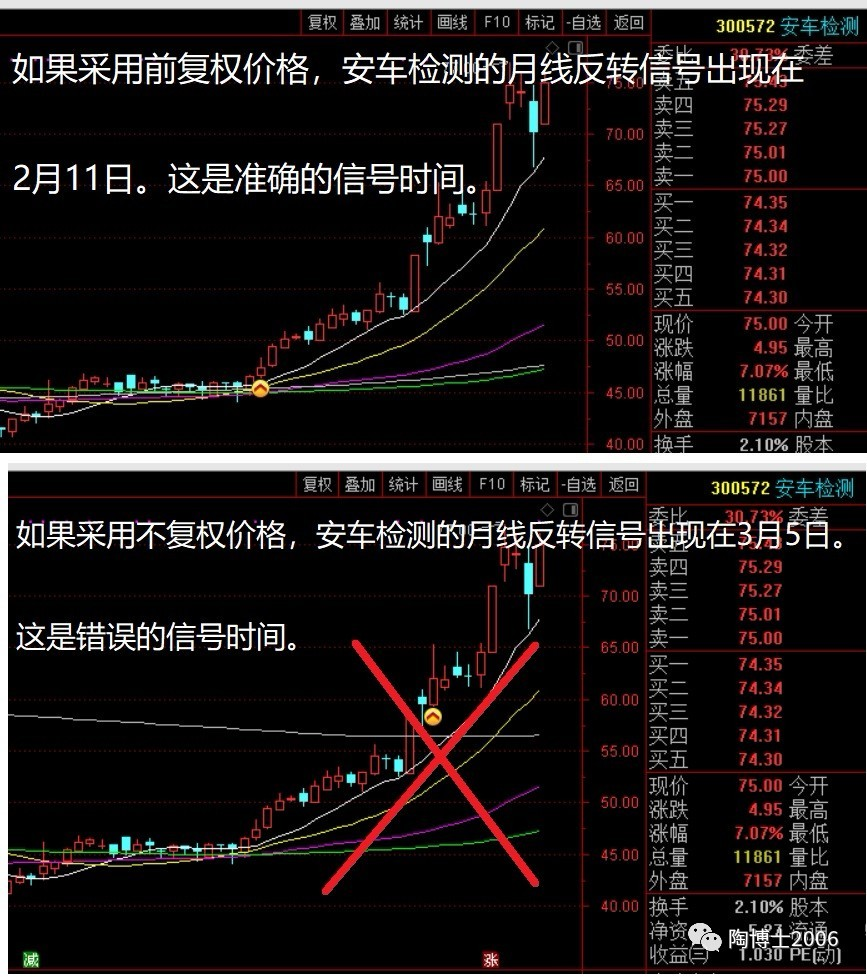 复权 叠加 统计 画线 F10 标记 -自选 返回
300572 安车检测
委比 30.73% 委差
如果采用前复权价格，安车检测的月线反转信号出现在
2月11日。这是准确的信号时间。
75.00
70.00
65.00
60.00
55.00
50.00
45.00
40.00
卖五 75.43
卖四 75.29
卖三 75.27
卖二 75.01
卖一 75.00
买一 74.35
买二 74.34
买三 74.32
买四 74.31
买五 74.30
现价 75.00 今开
涨跌 4.95 最高
涨幅 7.07% 最低
总量 11861 量比
外盘 7157 内盘
换手 2.10% 股本
复权 叠加 统计 画线 F10 标记 -自选 返回
300572 安车检测
委比 30.73% 委差
如果采用不复权价格，安车检测的月线反转信号出现在3月5日。
这是错误的信号时间。
75.00
70.00
65.00
60.00
55.00
50.00
45.00
40.00
减
涨
卖五 75.43
卖四 75.29
卖三 75.27
卖二 75.01
卖一 75.00
买一 74.35
买二 74.34
买三 74.32
买四 74.31
买五 74.30
现价 75.00 今开
涨跌 4.95 最高
涨幅 7.07% 最低
总量 11861 量比
外盘 7157 内盘
换手 2.10% 股本
净资 流通
收益(三) 1.030 PE(动)
陶博士2006